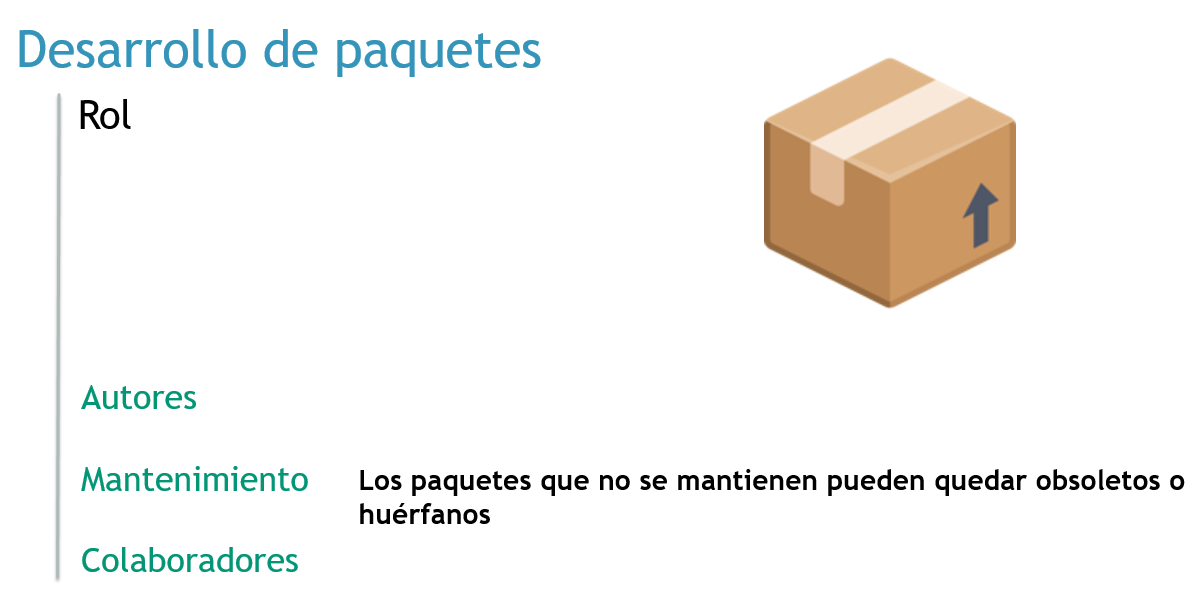 Desarrollo de paquetes
Rol
Autores
Mantenimiento
Los paquetes que no se mantienen pueden quedar obsoletos o
huérfanos
Colaboradores